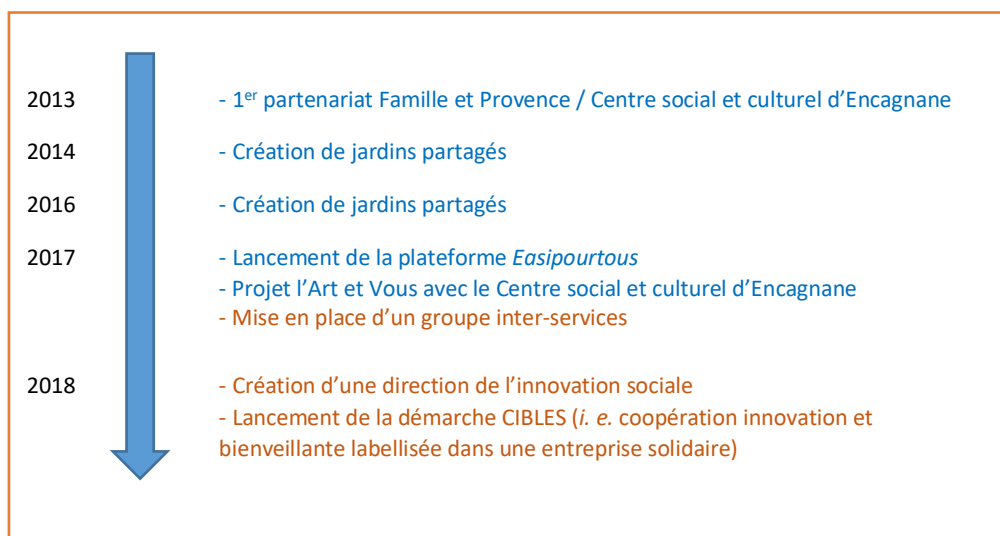 2013 - 1er partenariat Famille et Provence / Centre social et culturel d’Encagnane
2014 - Création de jardins partagés
2016 - Création de jardins partagés
2017 - Lancement de la plateforme Easipourtous
- Projet l’Art et Vous avec le Centre social et culturel d’Encagnane
- Mise en place d’un groupe inter-services
2018 - Création d’une direction de l’innovation sociale
- Lancement de la démarche CIBLES (i. e. coopération innovation et
bienveillante labellisée dans une entreprise solidaire)